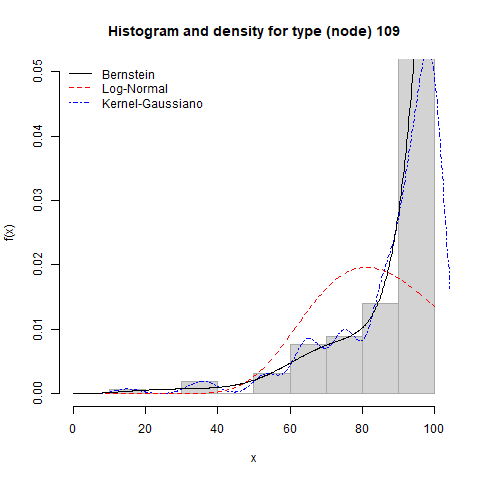 Histogram and density for type (node) 109
Bernstein
Log-Normal
Kernel-Gaussiano
f(x)
0.05
0.04
0.03
0.02
0.01
0.00
0 20 40 60 80 100
x